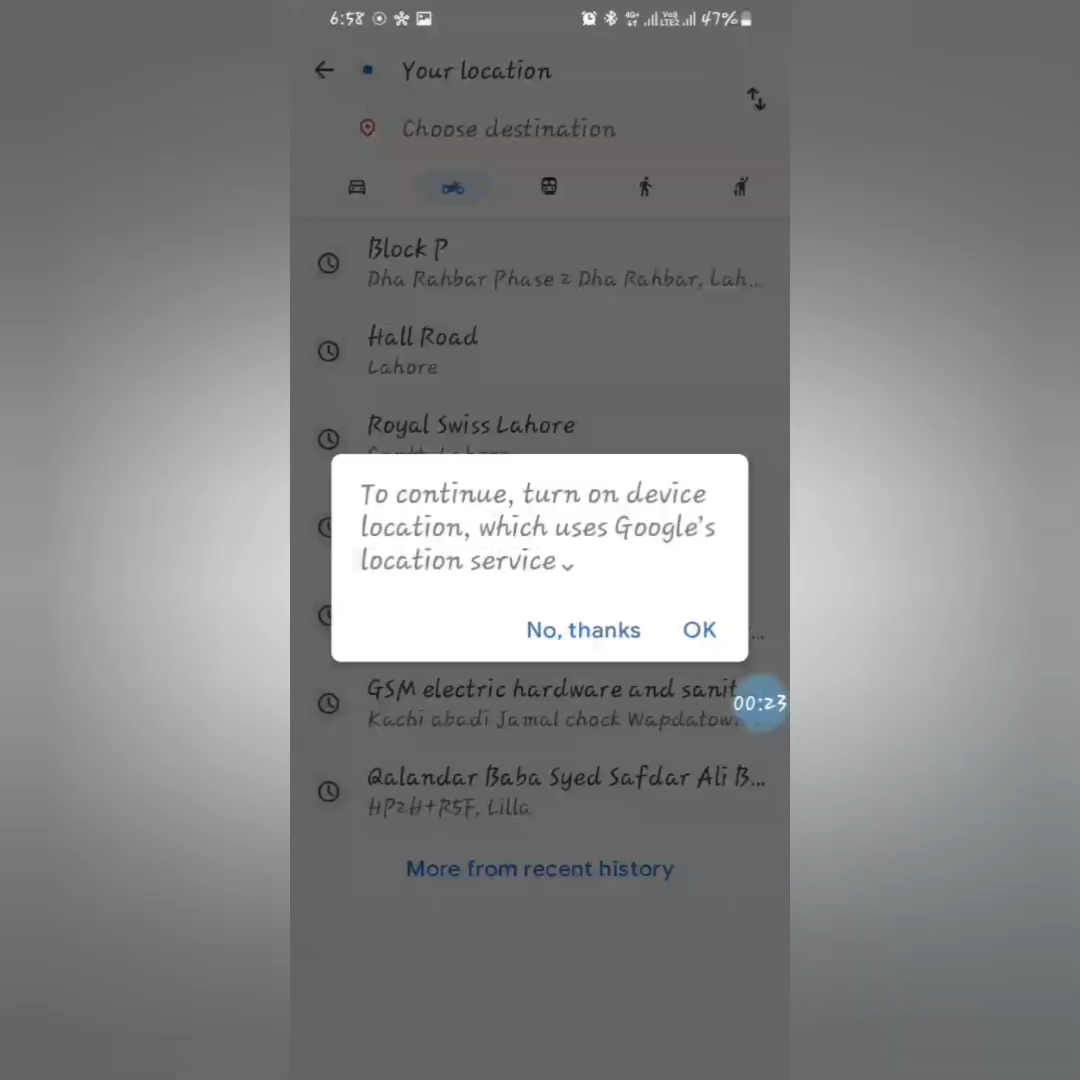 6:58 4G+ Vo) LTE2 47%
Your location
Choose destination
Block P
Dha Rahbar Phase 2 Dha Rahbar, Lah...
Hall Road
Lahore
Royal Swiss Lahore
To continue, turn on device
location, which uses Google's
location service
No, thanks OK
...
GSM electric hardware and sanit
00:23
Kachi abadi Jamal chock Wapdatown
Qalandar Baba Syed Safdar Ali B...
HP2H+R5F, Lilla
More from recent history